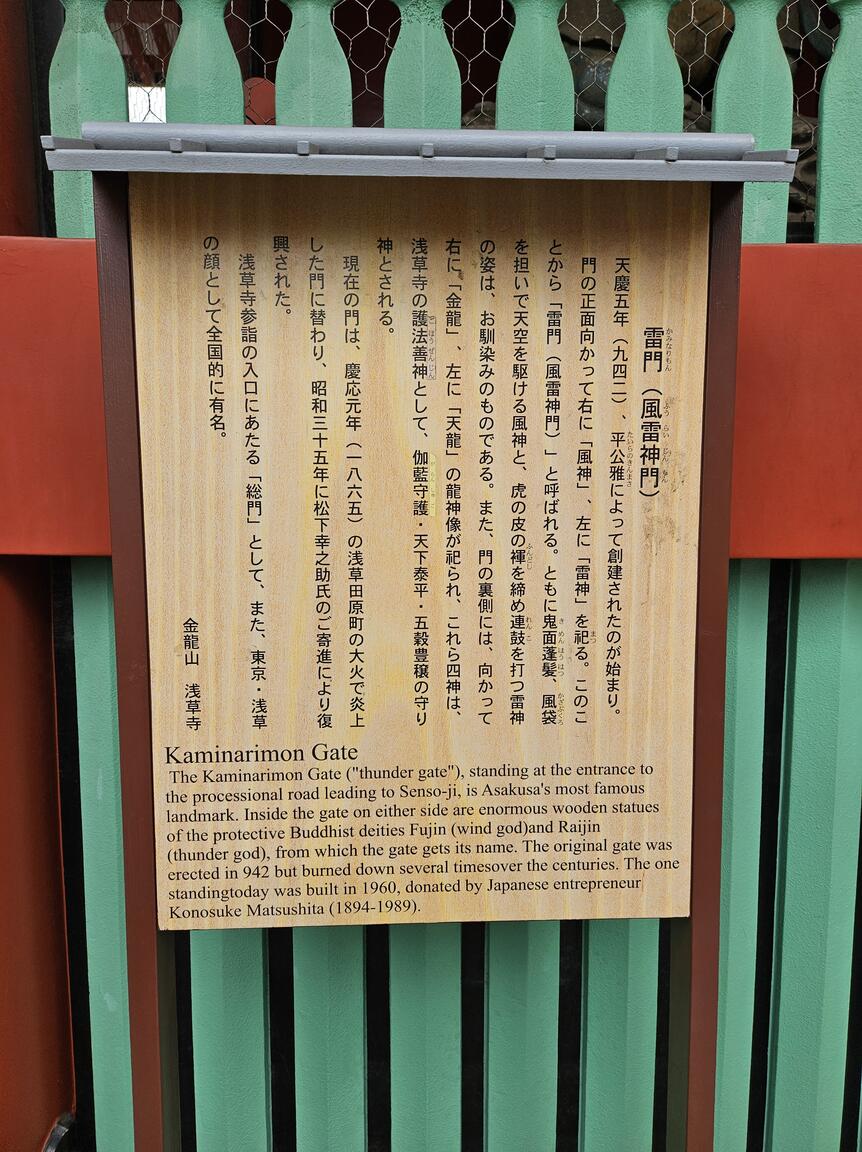 雷門（風雷神門）
天慶五年（九四二）、平公雅によって創建されたのが始まり。
門の正面向かって右に「風神」、左に「雷神」を祀る。このこ
とから「雷門（風雷神門）」と呼ばれる。ともに鬼面蓬髪、風袋
を担いで天空を駆ける風神と、虎の皮の褌を締め連鼓を打つ雷神
の姿は、お馴染みのものである。また、門の裏側には、向かって
右に「金龍」、左に「天龍」の龍神像が祀られ、これら四神は、
浅草寺の護法善神として、伽藍守護・天下泰平・五穀豊穣の守り
神とされる。
現在の門は、慶応元年（一八六五）の浅草田原町の大火で炎上
した門に替わり、昭和三十五年に松下幸之助氏のご寄進により復
興された。
浅草寺参詣の入口にあたる「総門」として、また、東京・浅草
の顔として全国的に有名。
金龍山 浅草寺
Kaminarimon Gate
The Kaminarimon Gate ("thunder gate"), standing at the entrance to
the processional road leading to Senso-ji, is Asakusa's most famous
landmark. Inside the gate on either side are enormous wooden statues
of the protective Buddhist deities Fujin (wind god)and Raijin
(thunder god), from which the gate gets its name. The original gate was
erected in 942 but burned down several timesover the centuries. The one
standingtoday was built in 1960, donated by Japanese entrepreneur
Konosuke Matsushita (1894-1989).